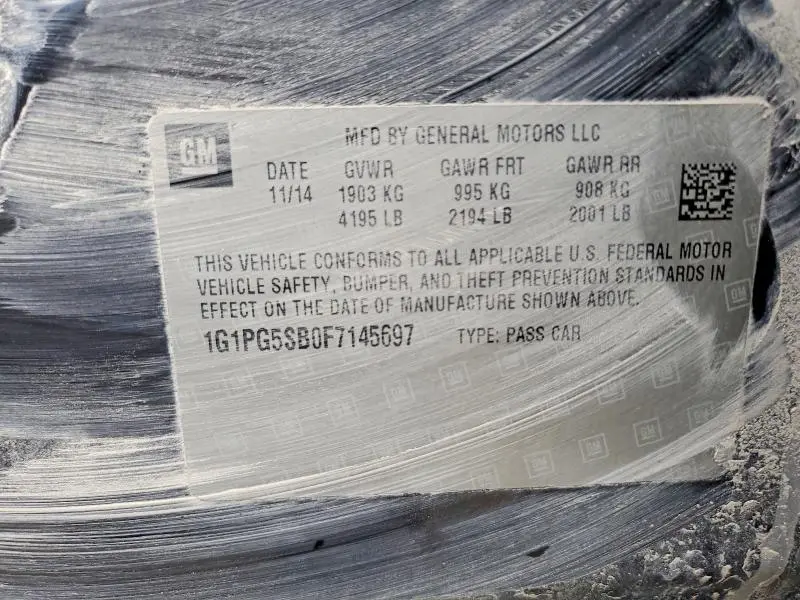 GM
MFD BY GENERAL MOTORS LLC
DATE GVWR GAWR FRT GAWR RR
11/14 1903 KG 995 KG 908 KG
4195 LB 2194 LB 2001 LB
THIS VEHICLE CONFORMS TO ALL APPLICABLE U.S. FEDERAL MOTOR
VEHICLE SAFETY, BUMPER, AND THEFT PREVENTION STANDARDS IN
EFFECT ON THE DATE OF MANUFACTURE SHOWN ABOVE.
1G1PG5SB0F7145697 TYPE: PASS CAR